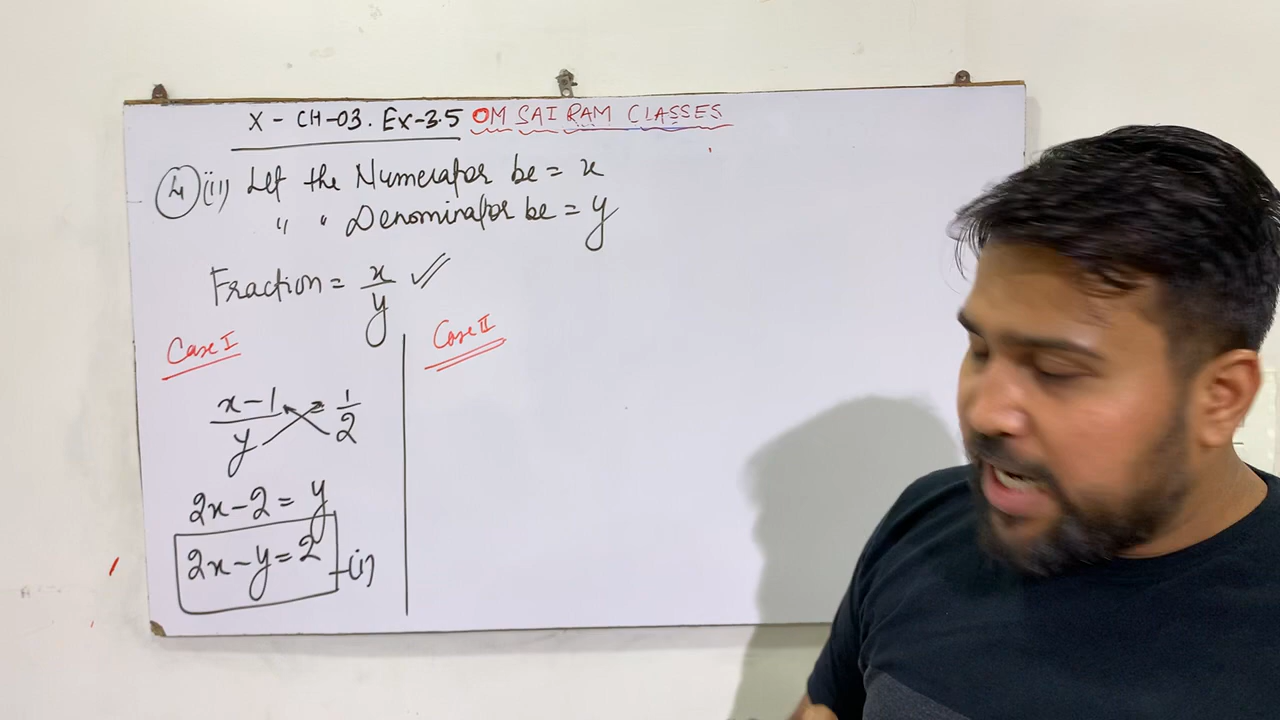 X - CH-03. Ex-3.5 OM SAI RAM CLASSES
4 (ii) Let the Numerator be = x
" " Denominator be = y
Fraction = x/y ✓
Case I
x-1/y = 1/2
2x-2 = y
2x-y=2 -(i)
Case II